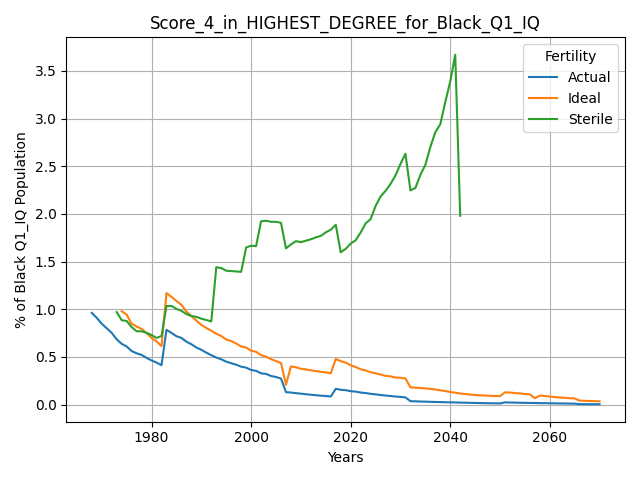 Score_4_in_HIGHEST_DEGREE_for_Black_Q1_IQ
Fertility
Actual
Ideal
Sterile
% of Black Q1_IQ Population
3.5
3.0
2.5
2.0
1.5
1.0
0.5
0.0
1980 2000 2020 2040 2060
Years